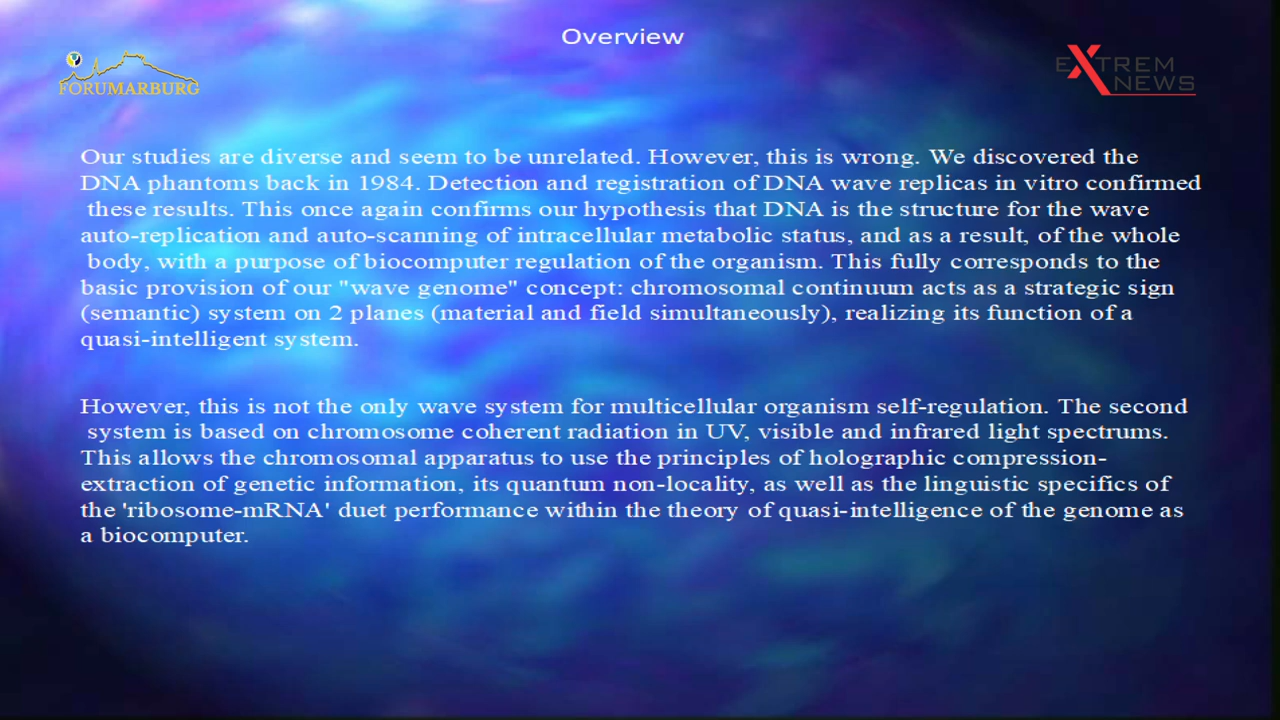 Overview
FORUMARBURG
EXTREM
NEWS
Our studies are diverse and seem to be unrelated. However, this is wrong. We discovered the
DNA phantoms back in 1984. Detection and registration of DNA wave replicas in vitro confirmed
these results. This once again confirms our hypothesis that DNA is the structure for the wave
auto-replication and auto-scanning of intracellular metabolic status, and as a result, of the whole
body, with a purpose of biocomputer regulation of the organism. This fully corresponds to the
basic provision of our "wave genome" concept: chromosomal continuum acts as a strategic sign
(semantic) system on 2 planes (material and field simultaneously), realizing its function of a
quasi-intelligent system.
However, this is not the only wave system for multicellular organism self-regulation. The second
system is based on chromosome coherent radiation in UV, visible and infrared light spectrums.
This allows the chromosomal apparatus to use the principles of holographic compression-
extraction of genetic information, its quantum non-locality, as well as the linguistic specifics of
the 'ribosome-mRNA' duet performance within the theory of quasi-intelligence of the genome as
a biocomputer.